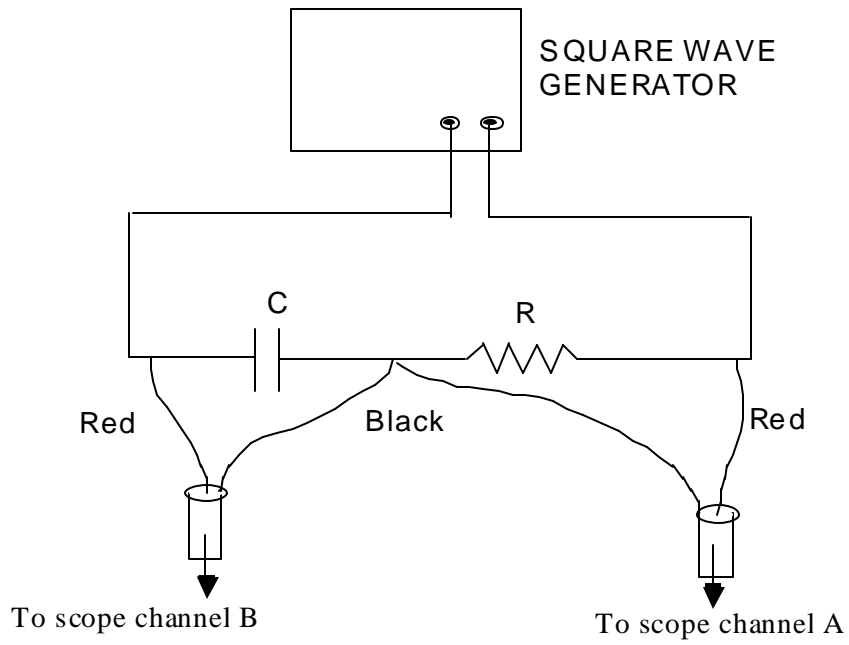 SQUARE WAVE
GENERATOR
C
R
Red
Black
Red
To scope channel B
To scope channel A